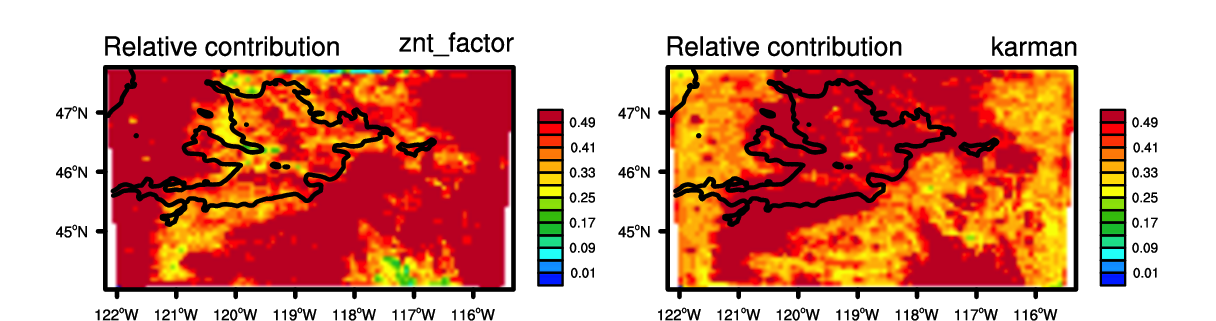 Relative contribution znt_factor
47°N
46°N
45°N
122°W 121°W 120°W 119°W 118°W 117°W 116°W
0.49
0.41
0.33
0.25
0.17
0.09
0.01
Relative contribution karman
47°N
46°N
45°N
122°W 121°W 120°W 119°W 118°W 117°W 116°W
0.49
0.41
0.33
0.25
0.17
0.09
0.01